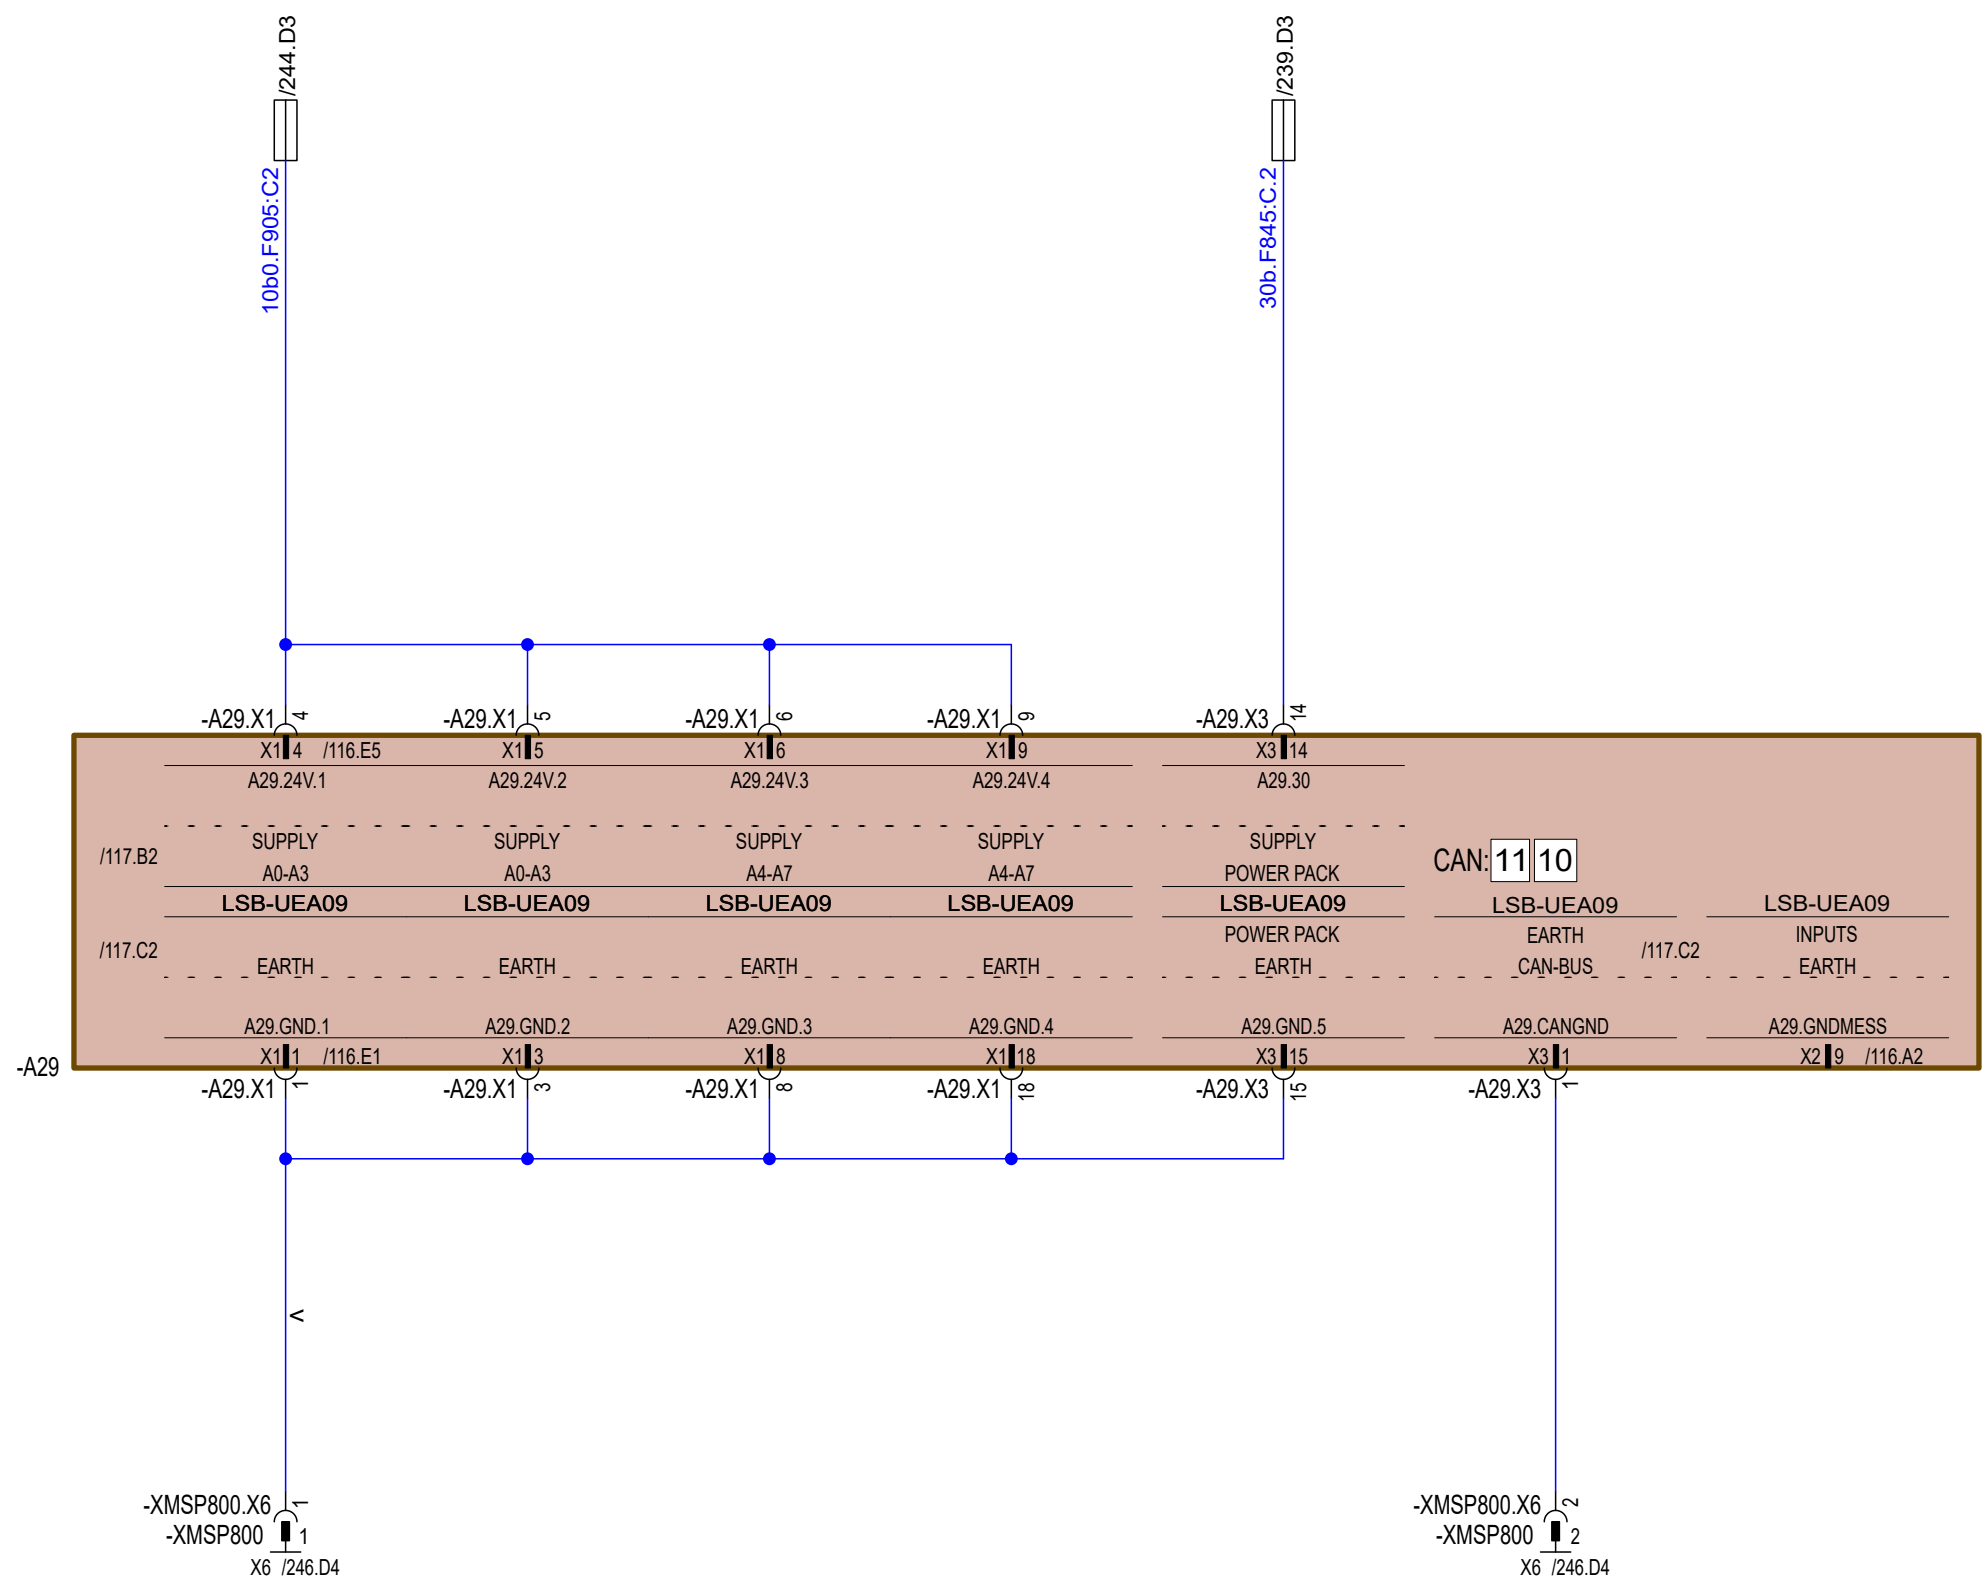 /244.D3
/239.D3
10b0.F905:C2
30b.F845:C.2
-A29.X1 4 -A29.X1 5 -A29.X1 6 -A29.X1 9 -A29.X3 14
X1 4 /116.E5 X1 5 X1 6 X1 9 X3 14
A29.24V.1 A29.24V.2 A29.24V.3 A29.24V.4 A29.30
SUPPLY SUPPLY SUPPLY SUPPLY SUPPLY
/117.B2 CAN: 11 10
A0-A3 A0-A3 A4-A7 A4-A7 POWER PACK
LSB-UEA09 LSB-UEA09 LSB-UEA09 LSB-UEA09 LSB-UEA09 LSB-UEA09 LSB-UEA09
POWER PACK EARTH INPUTS
/117.C2 /117.C2
EARTH EARTH EARTH EARTH EARTH CAN-BUS EARTH
A29.GND.1 A29.GND.2 A29.GND.3 A29.GND.4 A29.GND.5 A29.CANGND A29.GNDMESS
X1 1 /116.E1 X1 3 X1 8 X1 18 X3 15 X3 1 X2 9 /116.A2
-A29
-A29.X1 1 -A29.X1 3 -A29.X1 8 -A29.X1 18 -A29.X3 15 -A29.X3 1
<
-XMSP800.X6 1 -XMSP800.X6 2
-XMSP800 1 -XMSP800 2
X6 /246.D4 X6 /246.D4